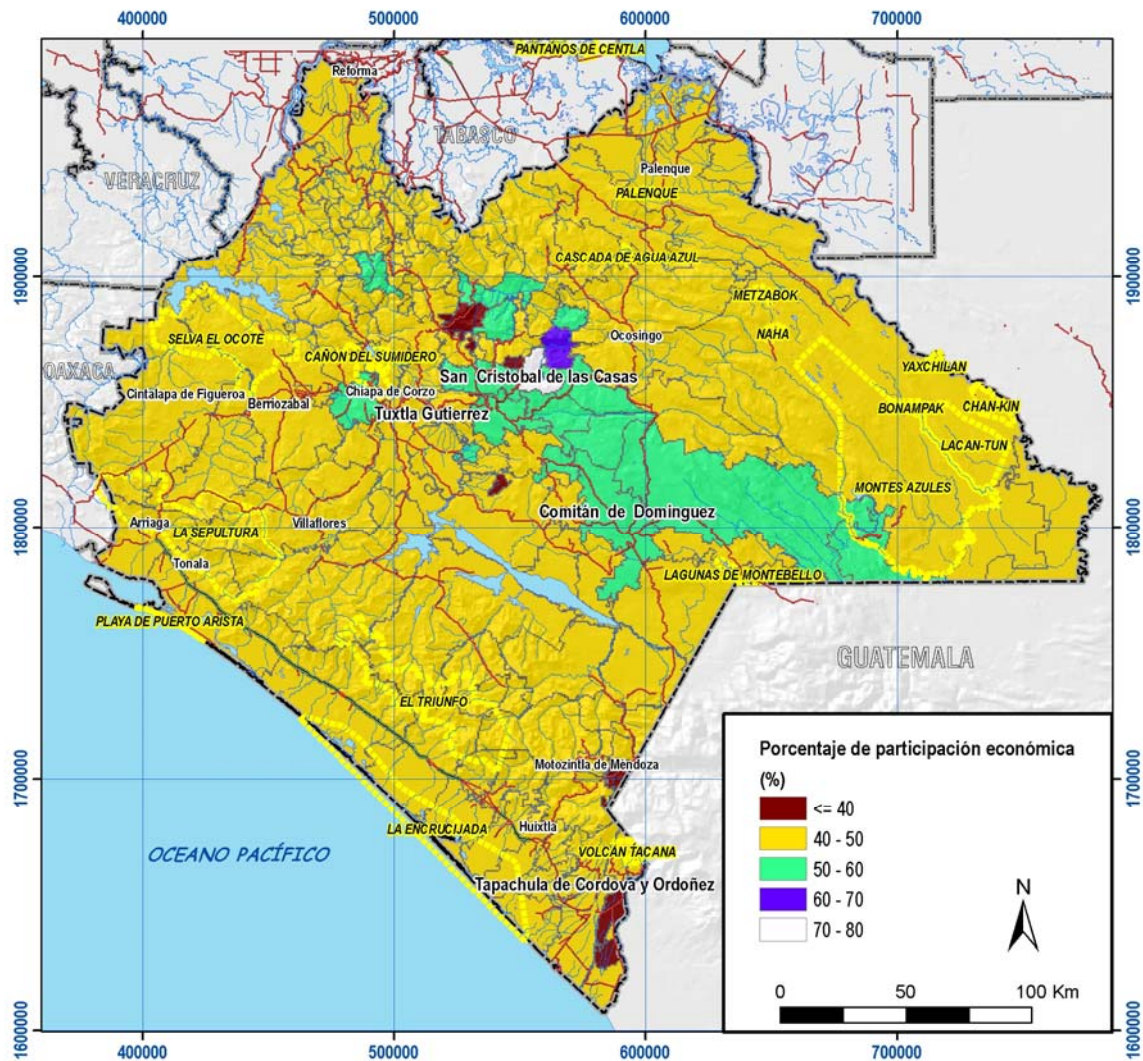 400000
500000
600000
700000
PANTANOS DE CENTLA
Reforma
TABASCO
VERACRUZ
Palenque
PALENQUE
CASCADA DE AGUA AZUL
1900000
1900000
METZABOK
SELVA EL OCOTE
NAHA
Ocosingo
CAÑON DEL SUMIDERO
YAXCHILAN
OAXACA
San Cristobal de las Casas
Cintalapa de Figueroa
Chiapa de Corzo
Berriozabal
BONAMPAK
CHAN-KIN
Tuxtla Gutierrez
LACAN-TUN
MONTES AZULES
Comitán de Dominguez
Arriaga
Villaflores
LA SEPULTURA
1800000
1800000
Tonala
LAGUNAS DE MONTEBELLO
PLAYA DE PUERTO ARISTA
GUATEMALA
EL TRIUNFO
Motozintla de Mendoza
1700000
1700000
Huixtla
LA ENCRUCIJADA
VOLCAN TACANA
OCEANO PACÍFICO
Tapachula de Cordova y Ordoñez
Porcentaje de participación económica
(%)
<= 40
40 - 50
50 - 60
60 - 70
70 - 80
N
0 50 100 Km
1600000
1600000
400000
500000
600000
700000